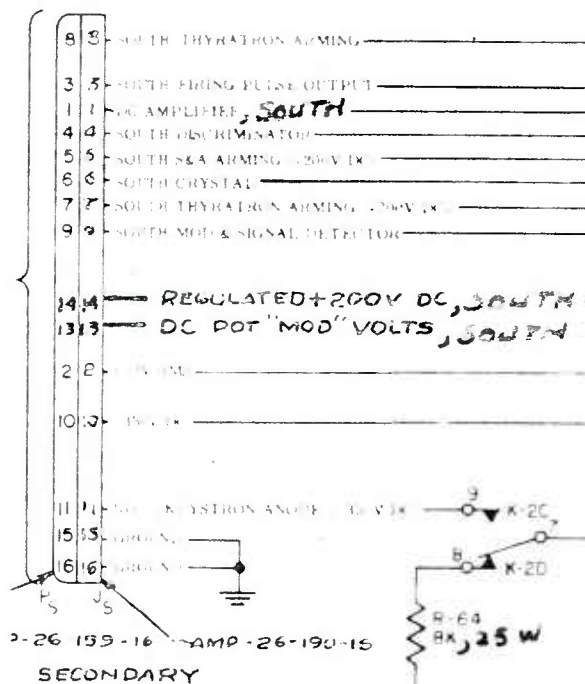 8 8 SOUTH THYRATRON ARMING
3 3 SOUTH FIRING PULSE OUTPUT
1 1 DC AMPLIFIER, SOUTH
4 4 SOUTH DISCRIMINATOR
5 5 SOUTH S&A ARMING +200V
6 6 SOUTH CRYSTAL
7 7 SOUTH THYRATRON ARMING
9 9 SOUTH MOD & SIGNAL DETECTOR
14 14 REGULATED +200V DC, SOUTH
13 13 DC POT "MOD" VOLTS, SOUTH
2 2
10 10
11 11 KEYSTRON ANODE
9
K-2C
7
15 15 GROUND
8
K-2D
16 16 GROUND
PS JS
R-64
8K, 25 W
-26 159-16 AMP-26-190-16
SECONDARY